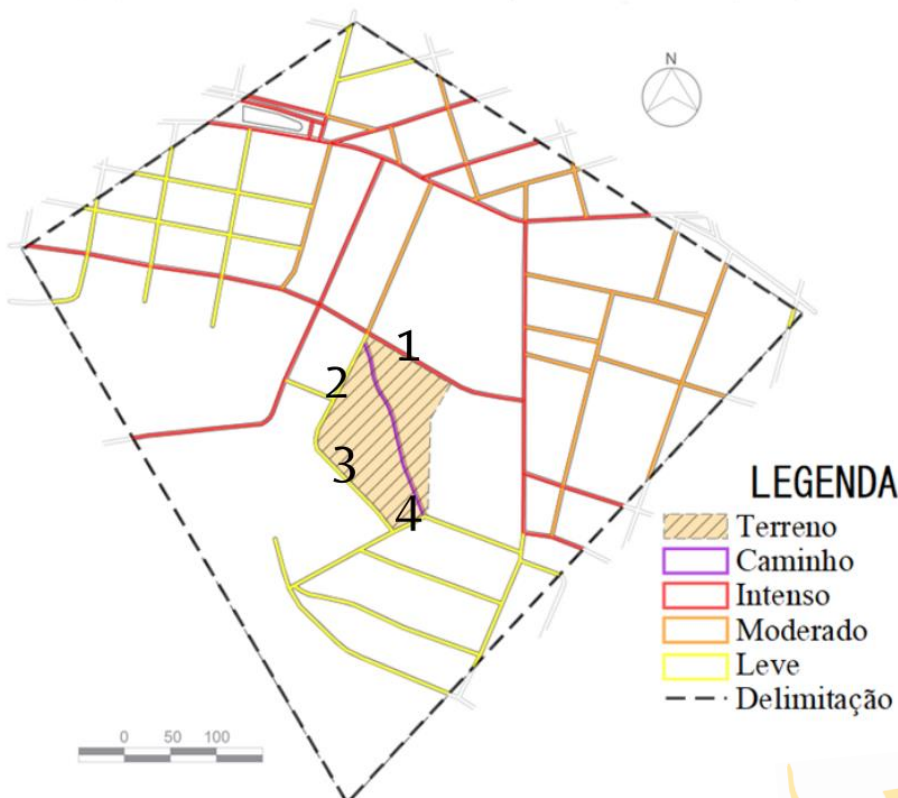 N
1
2
3
4
LEGENDA
Terreno
Caminho
Intenso
Moderado
Leve
Delimitação
0 50 100